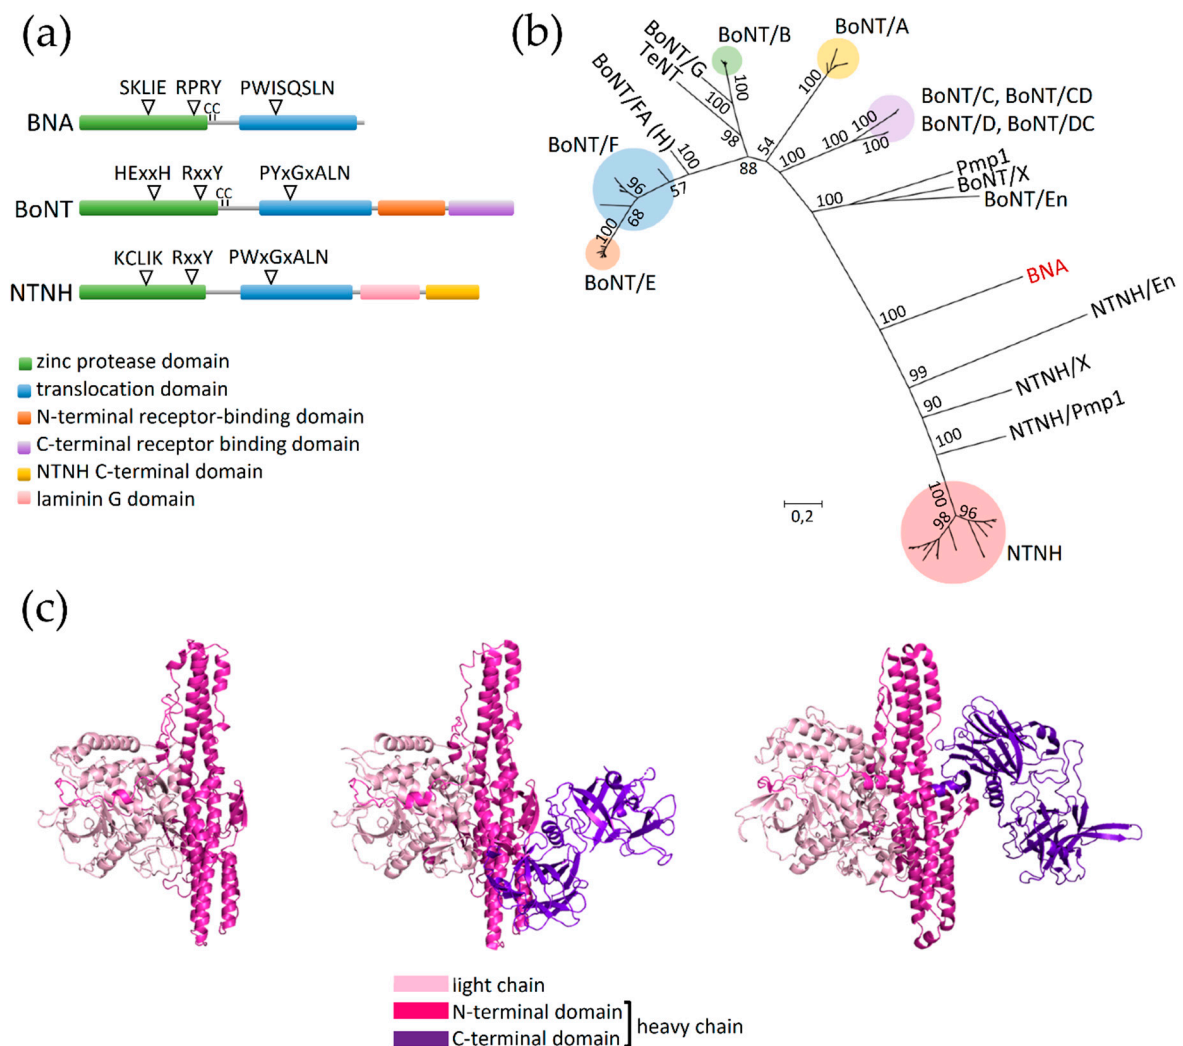 (a)
SKLIE RPRY PWISQSLN
CC
BNA
HExxH RxxY PYxGxALN
CC
BoNT
KCLIK RxxY PWxGxALN
NTNH
zinc protease domain
translocation domain
N-terminal receptor-binding domain
C-terminal receptor binding domain
NTNH C-terminal domain
laminin G domain
(b)
BoNT/B
BoNT/A
BoNT/G
TeNT
BoNT/FA (H)
BoNT/F
BoNT/E
BoNT/C, BoNT/CD
BoNT/D, BoNT/DC
Pmp1
BoNT/X
BoNT/En
BNA
NTNH/En
NTNH/X
NTNH/Pmp1
NTNH
100
100
100
98
54
88
100
100
100
100
57
96
68
100
100
100
99
90
100
100
98
96
0,2
(c)
light chain
N-terminal domain
C-terminal domain
heavy chain